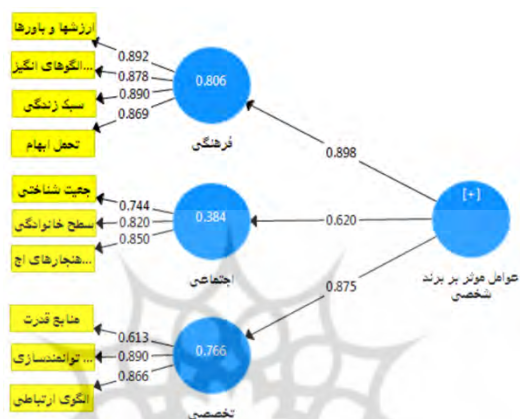 ارزشها و باورها
0.892
الگوهای انگیز...
0.878
سبک زندگی
0.890
تحمل ابهام
0.869
0.806
فرهنگی
0.898
جعیت شناختی
0.744
سطح خانوادگی
0.820
هنجارهای اج...
0.850
0.384
اجتماعی
0.620
[+]
عوامل موثر بر برند
شخصی
منابع قدرت
0.613
توانمندسازی ...
0.890
الگوی ارتباطی
0.866
0.766
تخصصی
0.875